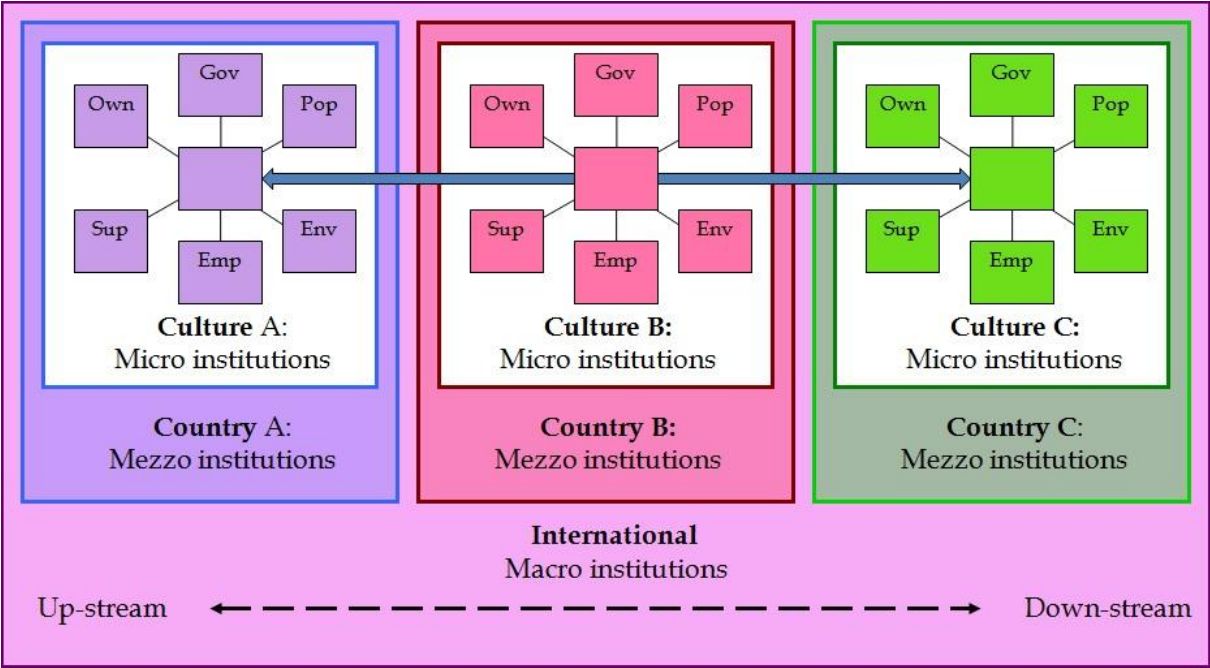 Gov
Own
Pop
Sup
Env
Emp
Culture A:
Micro institutions
Country A:
Mezzo institutions
Gov
Own
Pop
Sup
Env
Emp
Culture B:
Micro institutions
Country B:
Mezzo institutions
Gov
Own
Pop
Sup
Env
Emp
Culture C:
Micro institutions
Country C:
Mezzo institutions
International
Macro institutions
Up-stream
Down-stream